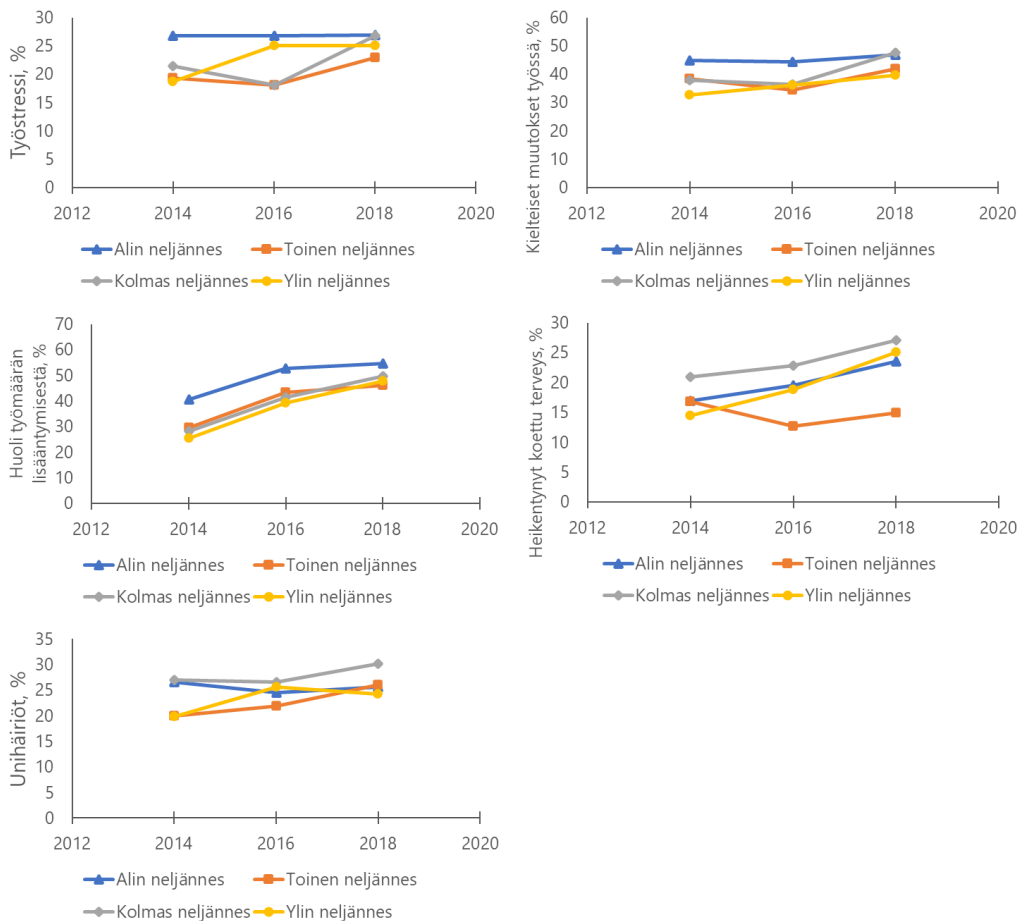 Työstressi, %
30
25
20
15
10
5
0
2012 2014 2016 2018 2020
Alin neljännes Toinen neljännes
Kolmas neljännes Ylin neljännes
Kielteiset muutokset työssä, %
60
50
40
30
20
10
0
2012 2014 2016 2018 2020
Alin neljännes Toinen neljännes
Kolmas neljännes Ylin neljännes
Huoli työmäärän
lisääntymisestä, %
70
60
50
40
30
20
10
0
2012 2014 2016 2018 2020
Alin neljännes Toinen neljännes
Kolmas neljännes Ylin neljännes
Heikentynyt koettu terveys, %
30
25
20
15
10
5
0
2012 2014 2016 2018 2020
Alin neljännes Toinen neljännes
Kolmas neljännes Ylin neljännes
Unihäiriöt, %
35
30
25
20
15
10
5
0
2012 2014 2016 2018 2020
Alin neljännes Toinen neljännes
Kolmas neljännes Ylin neljännes